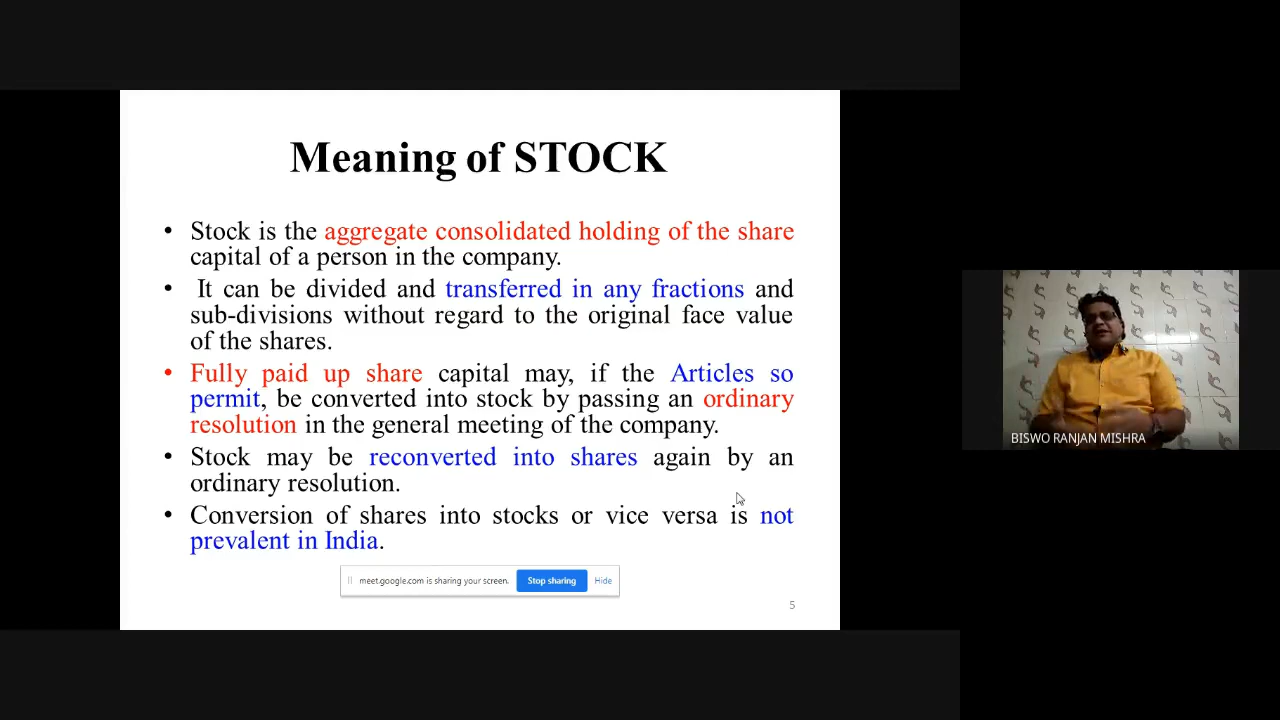 Meaning of STOCK
• Stock is the aggregate consolidated holding of the share
capital of a person in the company.
• It can be divided and transferred in any fractions and
sub-divisions without regard to the original face value
of the shares.
• Fully paid up share capital may, if the Articles so
permit, be converted into stock by passing an ordinary
resolution in the general meeting of the company.
• Stock may be reconverted into shares again by an
ordinary resolution.
• Conversion of shares into stocks or vice versa is not
prevalent in India.
meet.google.com is sharing your screen. Stop sharing Hide
5
BISWO RANJAN MISHRA